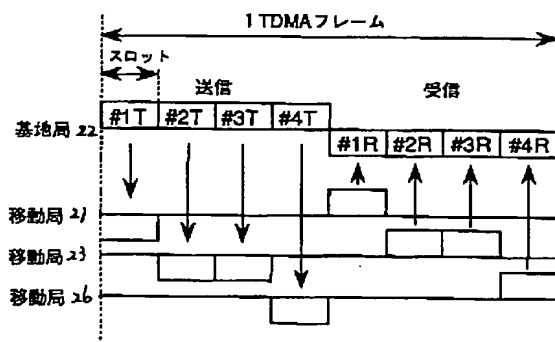 1 TDMAフレーム
スロット
送信 受信
基地局 22 #1T #2T #3T #4T #1R #2R #3R #4R
移動局 21
移動局 23
移動局 26